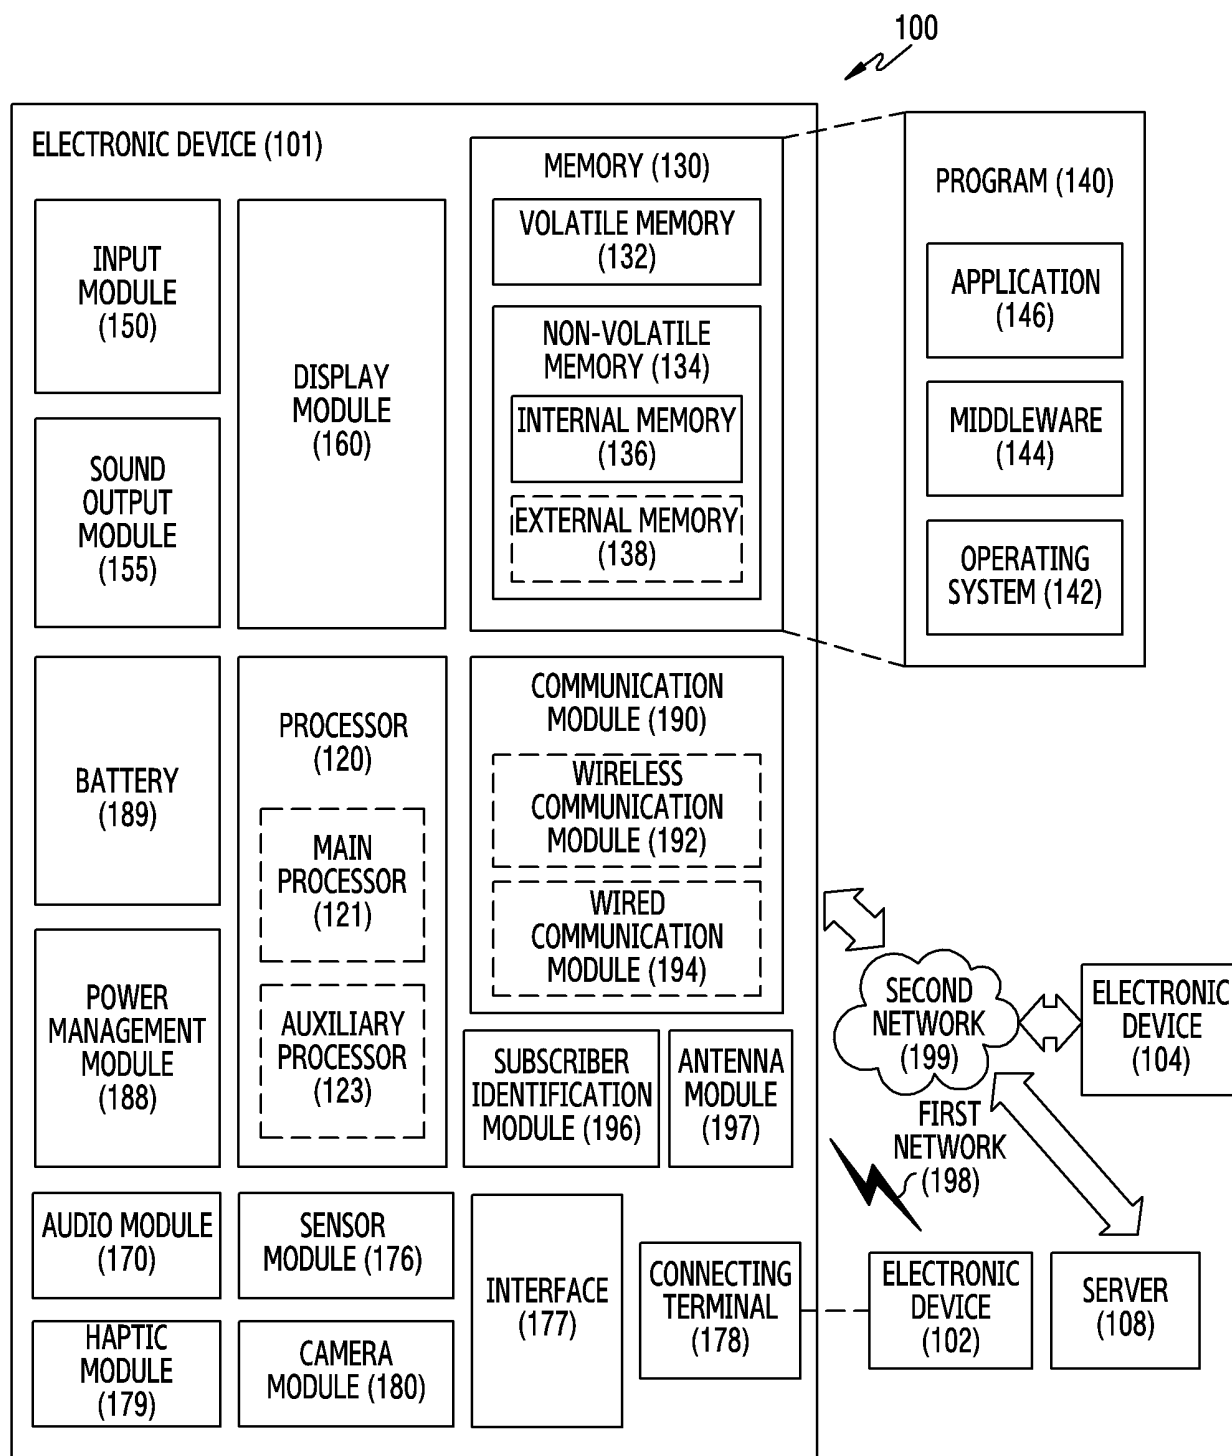 100
ELECTRONIC DEVICE (101)
INPUT
MODULE
(150)
SOUND
OUTPUT
MODULE
(155)
DISPLAY
MODULE
(160)
MEMORY (130)
VOLATILE MEMORY
(132)
NON-VOLATILE
MEMORY (134)
INTERNAL MEMORY
(136)
EXTERNAL MEMORY
(138)
PROGRAM (140)
APPLICATION
(146)
MIDDLEWARE
(144)
OPERATING
SYSTEM (142)
BATTERY
(189)
POWER
MANAGEMENT
MODULE
(188)
PROCESSOR
(120)
MAIN
PROCESSOR
(121)
AUXILIARY
PROCESSOR
(123)
COMMUNICATION
MODULE (190)
WIRELESS
COMMUNICATION
MODULE (192)
WIRED
COMMUNICATION
MODULE (194)
SUBSCRIBER
IDENTIFICATION
MODULE (196)
ANTENNA
MODULE
(197)
SECOND
NETWORK
(199)
ELECTRONIC
DEVICE
(104)
FIRST
NETWORK
(198)
AUDIO MODULE
(170)
SENSOR
MODULE (176)
HAPTIC
MODULE
(179)
CAMERA
MODULE (180)
INTERFACE
(177)
CONNECTING
TERMINAL
(178)
ELECTRONIC
DEVICE
(102)
SERVER
(108)